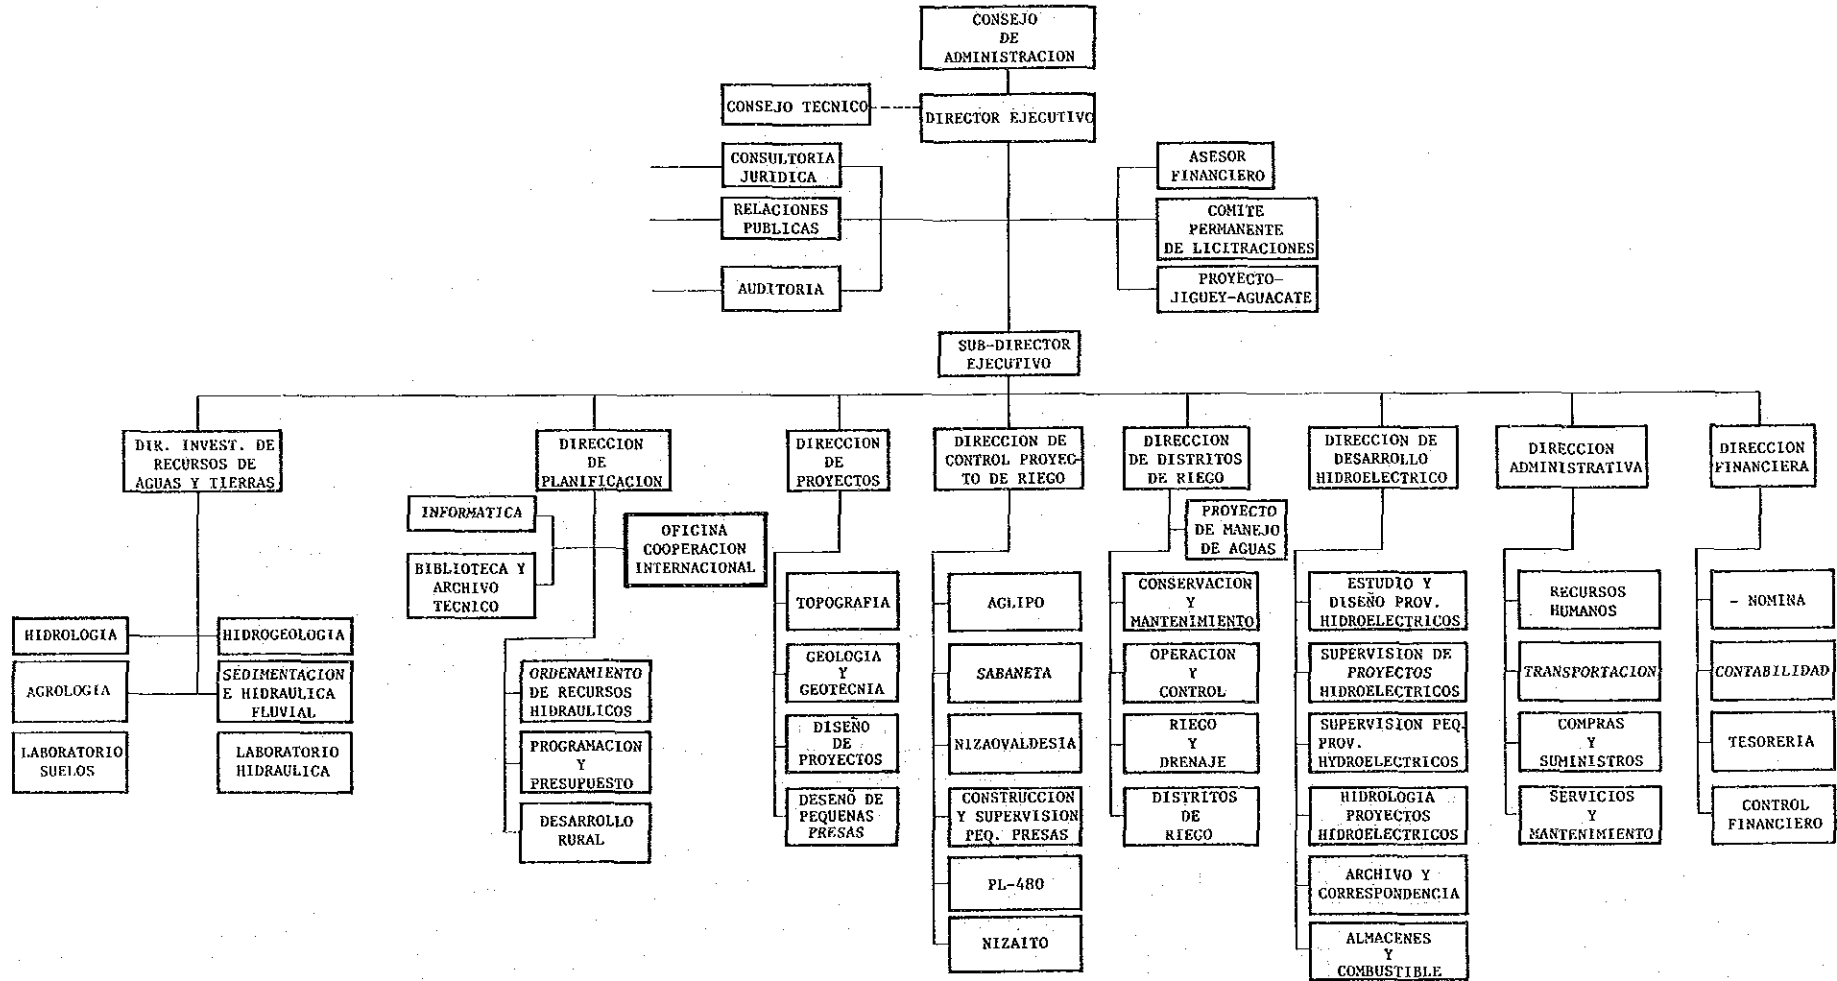 CONSEJO
DE
ADMINISTRACION
CONSEJO TECNICO
DIRECTOR EJECUTIVO
CONSULTORIA
JURIDICA
RELACIONES
PUBLICAS
AUDITORIA
ASESOR
FINANCIERO
COMITE
PERMANENTE
DE LICITRACIONES
PROYECTO-
JIGUEY-AGUACATE
SUB-DIRECTOR
EJECUTIVO
DIR. INVEST. DE
RECURSOS DE
AGUAS Y TIERRAS
HIDROLOGIA
HIDROGEOLOGIA
AGROLOGIA
SEDIMENTACION
E HIDRAULICA
FLUVIAL
LABORATORIO
SUELOS
LABORATORIO
HIDRAULICA
DIRECCION
DE
PLANIFICACION
INFORMATICA
BIBLIOTECA Y
ARCHIVO
TECNICO
OFICINA
COOPERACION
INTERNACIONAL
ORDENAMIENTO
DE RECURSOS
HIDRAULICOS
PROGRAMACION
Y
PRESUPUESTO
DESARROLLO
RURAL
DIRECCION
DE
PROYECTOS
TOPOGRAFIA
GEOLOGIA
Y
GEOTECNIA
DISEÑO
DE
PROYECTOS
DESEÑO DE
PEQUENAS
PRESAS
DIRECCION DE
CONTROL PROYEC-
TO DE RIEGO
AGLIPO
SABANETA
NIZAOVALDESIA
CONSTRUCCION
Y SUPERVISION
PEQ. PRESAS
PL-480
NIZAITO
DIRECCION
DE DISTRITOS
DE RIEGO
PROYECTO
DE MANEJO
DE AGUAS
CONSERVACION
Y
MANTENIMIENTO
OPERACION
Y
CONTROL
RIEGO
Y
DRENAJE
DISTRITOS
DE
RIEGO
DIRECCION DE
DESARROLLO
HIDROELECTRICO
ESTUDIO Y
DISEÑO PROV.
HIDROELECTRICOS
SUPERVISION DE
PROYECTOS
HIDROELECTRICOS
SUPERVISION PEQ.
PROV.
HYDROELECTRICOS
HIDROLOGIA
PROYECTOS
HIDROELECTRICOS
ARCHIVO Y
CORRESPONDENCIA
ALMACENES
Y
COMBUSTIBLE
DIRECCION
ADMINISTRATIVA
RECURSOS
HUMANOS
TRANSPORTACION
COMPRAS
Y
SUMINISTROS
SERVICIOS
Y
MANTENIMIENTO
DIRECCION
FINANCIERA
- NOMINA
CONTABILIDAD
TESORERIA
CONTROL
FINANCIERO